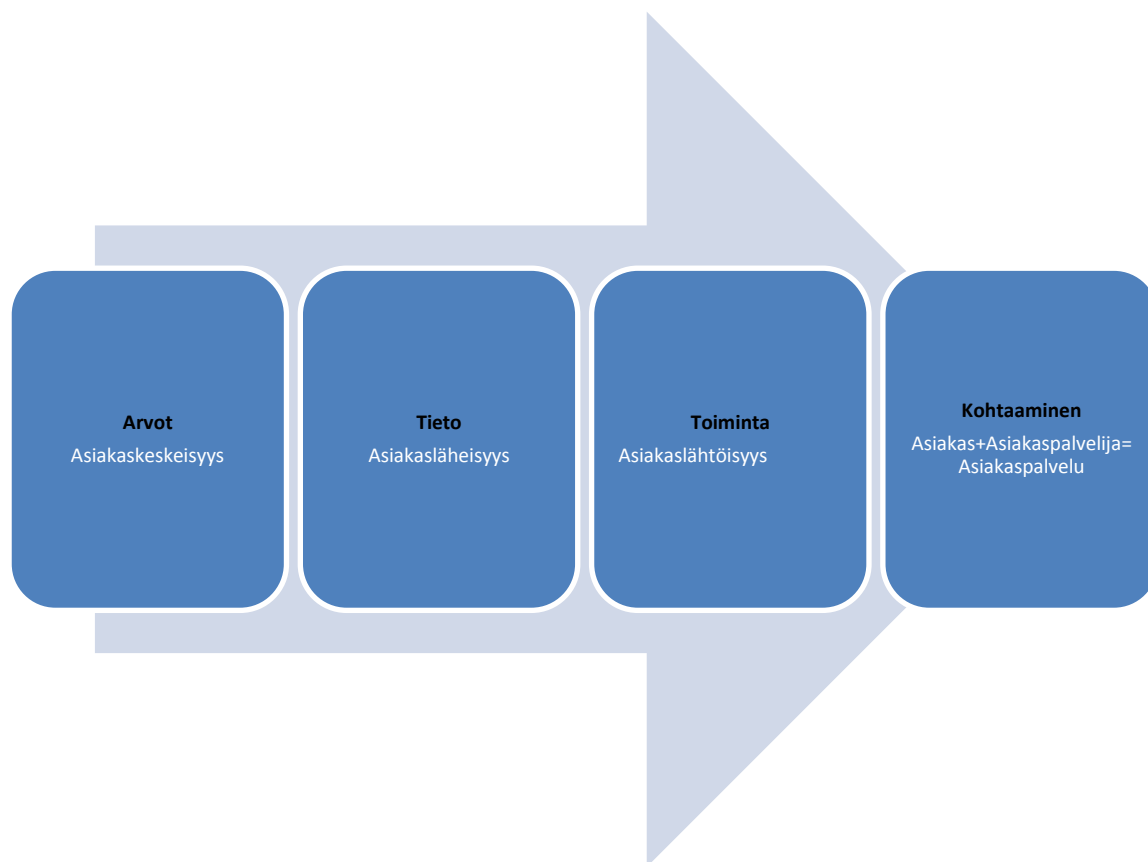 Arvot
Asiakaskeskeisyys
Tieto
Asiakasläheisyys
Toiminta
Asiakaslähtöisyys
Kohtaaminen
Asiakas+Asiakaspalvelija=
Asiakaspalvelu